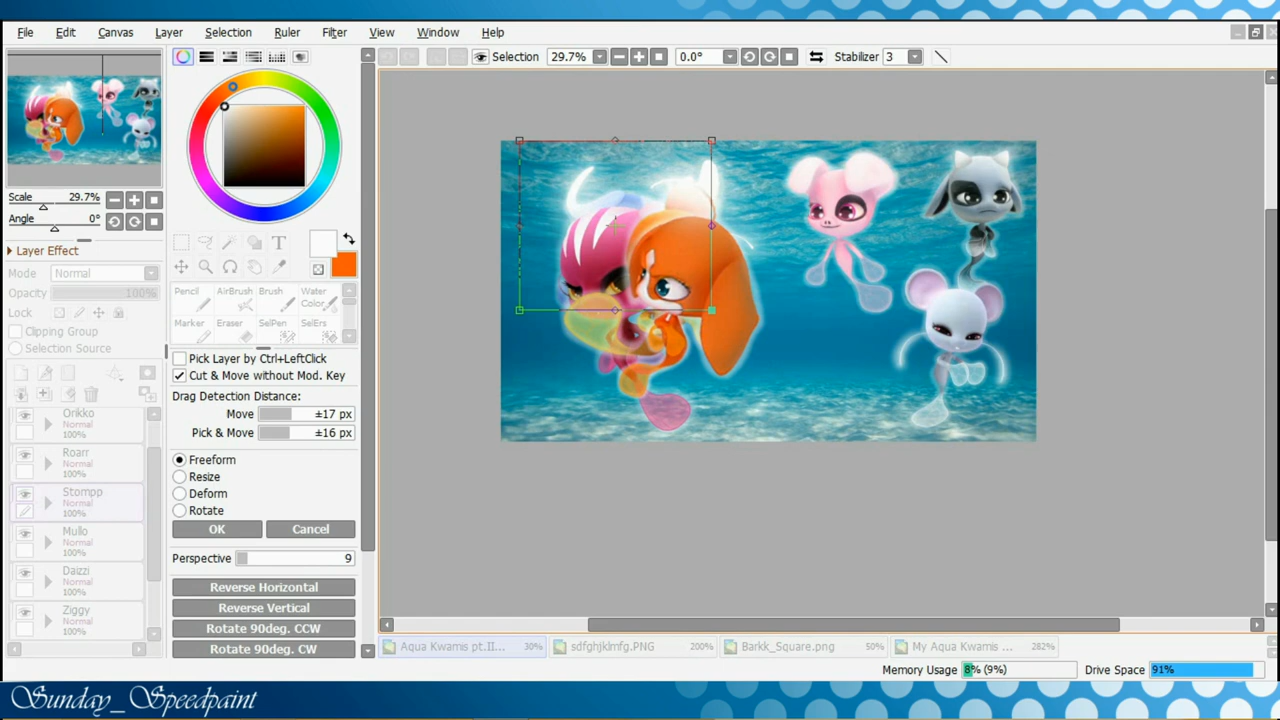 File Edit Canvas Layer Selection Ruler Filter View Window Help
Selection 29.7% 0.0° Stabilizer 3
Scale 29.7%
Angle 0°
Layer Effect
Mode Normal
Opacity 100%
Lock
Clipping Group
Selection Source
Orikko
Normal
100%
Roarr
Normal
100%
Stompp
Normal
100%
Mullo
Normal
100%
Daizzi
Normal
100%
Ziggy
Normal
100%
T
Pencil AirBrush Brush Water Color
Marker Eraser SelPen SelErs
Pick Layer by Ctrl+LeftClick
Cut & Move without Mod. Key
Drag Detection Distance:
Move ±17 px
Pick & Move ±16 px
Freeform
Resize
Deform
Rotate
OK Cancel
Perspective 9
Reverse Horizontal
Reverse Vertical
Rotate 90deg. CCW
Rotate 90deg. CW
Aqua Kwamis pt.II... 30% sdfghjklmfg.PNG 200% Barkk_Square.png 50% My Aqua Kwamis ... 282%
Memory Usage 8% (9%) Drive Space 91%
Sunday_ Speedpaint